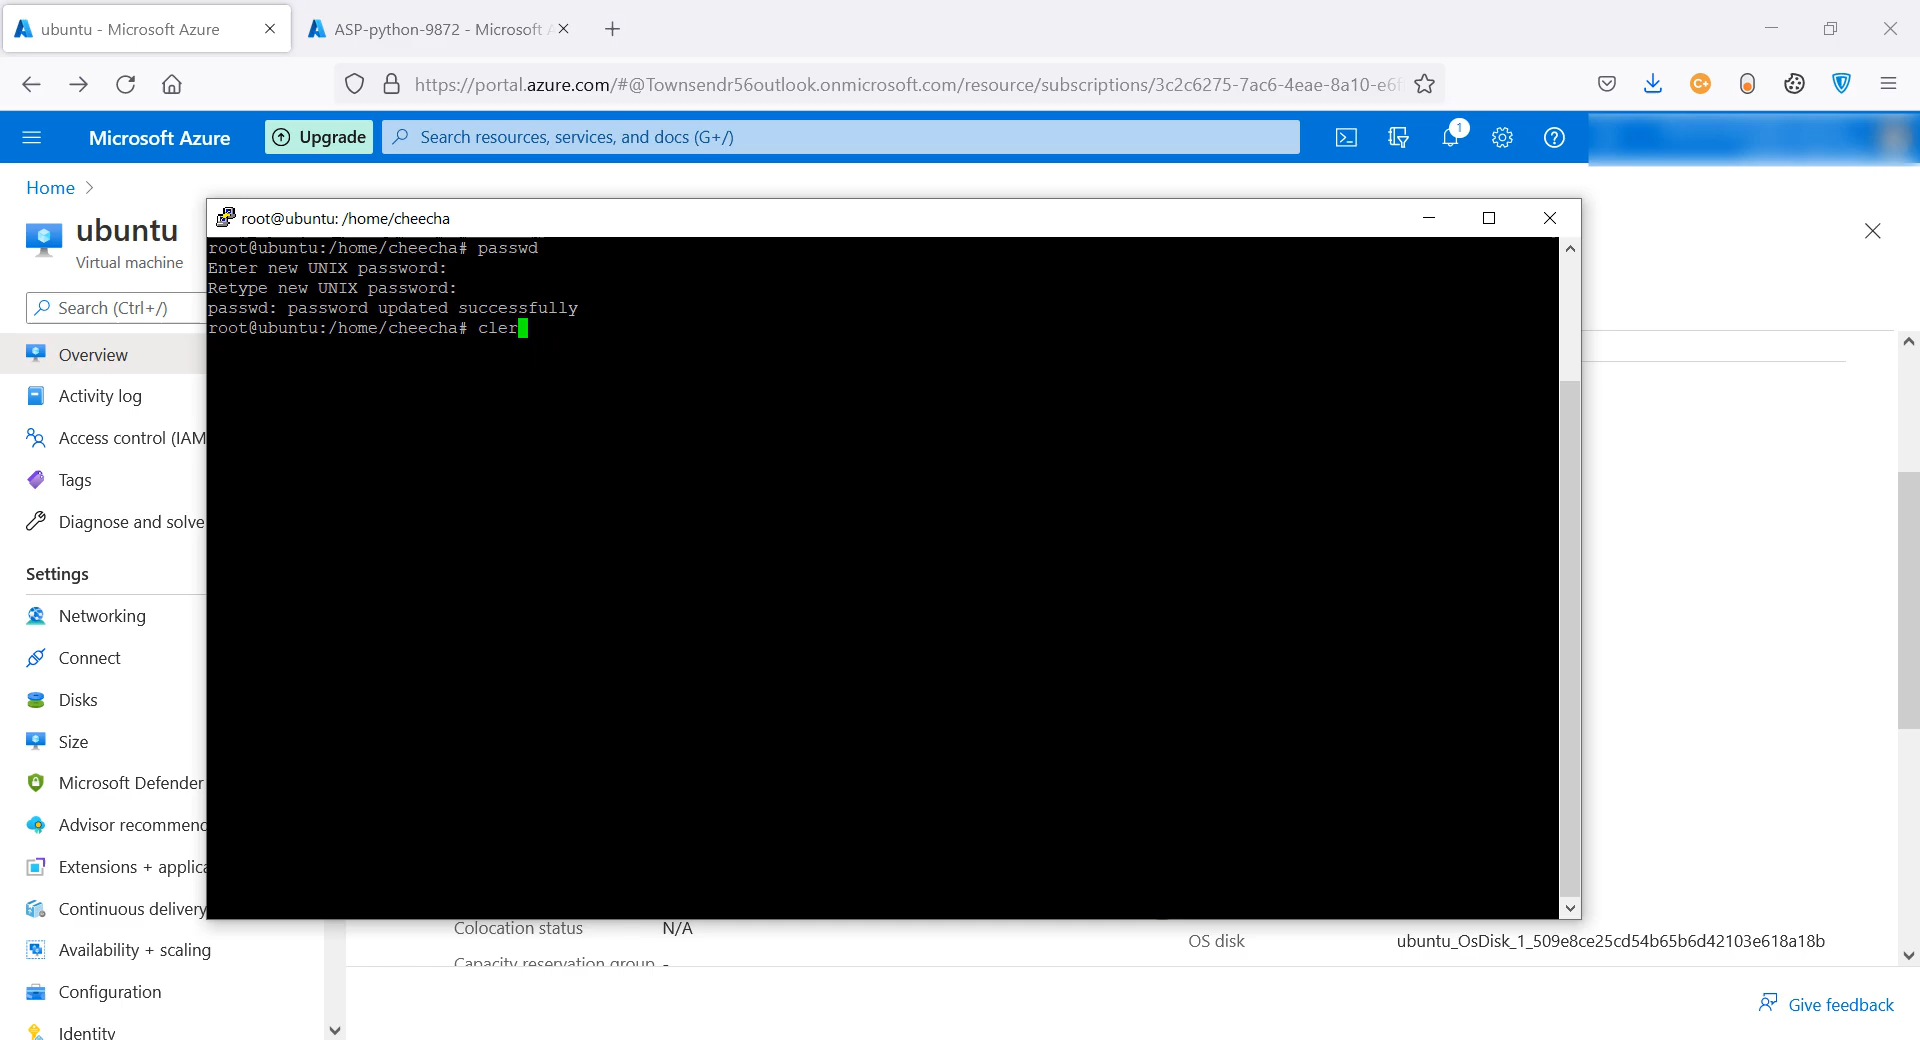 ubuntu - Microsoft Azure
ASP-python-9872 - Microsoft
https://portal.azure.com/#@Townsendr56outlook.onmicrosoft.com/resource/subscriptions/3c2c6275-7ac6-4eae-8a10-e6f
Microsoft Azure
Upgrade
Search resources, services, and docs (G+/)
1
Home
ubuntu
Virtual machine
Search (Ctrl+/)
Overview
Activity log
Access control (IAM
Tags
Diagnose and solve
Settings
Networking
Connect
Disks
Size
Microsoft Defender
Advisor recommend
Extensions + applica
Continuous delivery
Availability + scaling
Configuration
Identity
root@ubuntu: /home/cheecha
root@ubuntu:/home/cheecha# passwd
Enter new UNIX password:
Retype new UNIX password:
passwd: password updated successfully
root@ubuntu:/home/cheecha# cler
Colocation status N/A
Capacity reservation group -
OS disk ubuntu_OsDisk_1_509e8ce25cd54b65b6d42103e618a18b
Give feedback